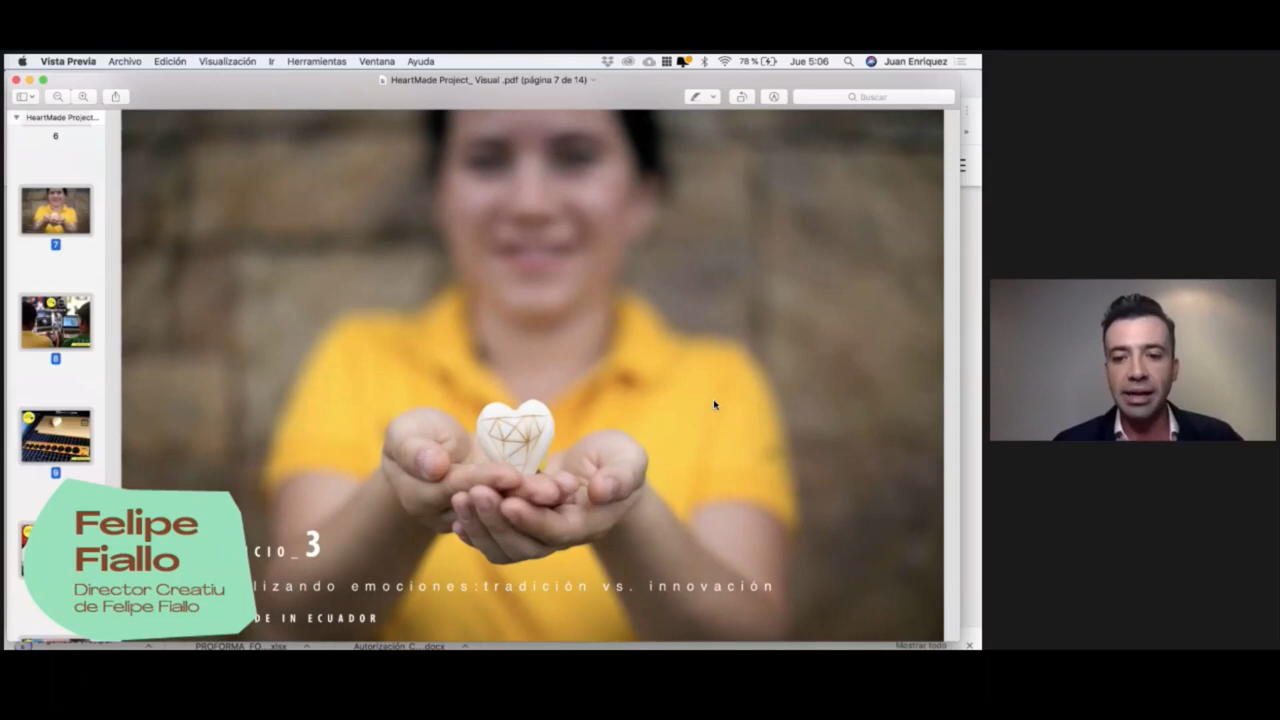 Vista Previa Archivo Edición Visualización Ir Herramientas Ventana Ayuda 78 % Jue 5:06 Juan Enriquez
HeartMade Project_ Visual .pdf (página 7 de 14)
Buscar
HeartMade Project...
6
7
8
9
Felipe
Fiallo
Director Creatiu
de Felipe Fiallo
CIO_3
lizando emociones:tradición vs. innovación
DE IN ECUADOR
PROFORMA_FO....xlsx Autorización_C....docx Mostrar todo